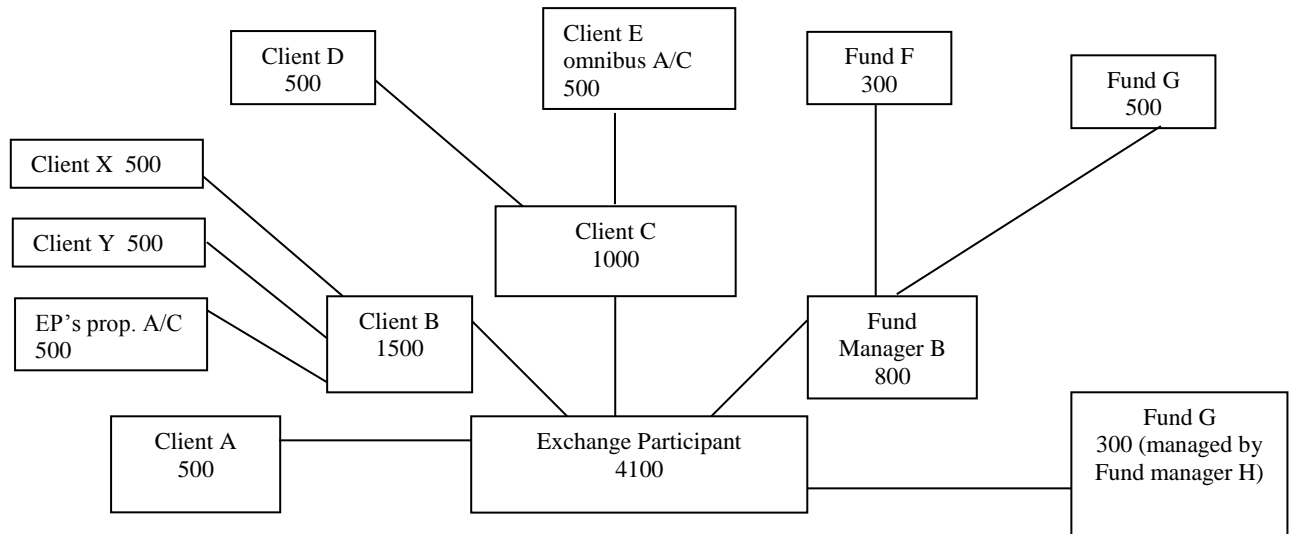 Client D
500
Client E
omnibus A/C
500
Fund F
300
Fund G
500
Client X  500
Client Y  500
EP's prop. A/C
500
Client C
1000
Client B
1500
Fund
Manager B
800
Client A
500
Exchange Participant
4100
Fund G
300 (managed by
Fund manager H)